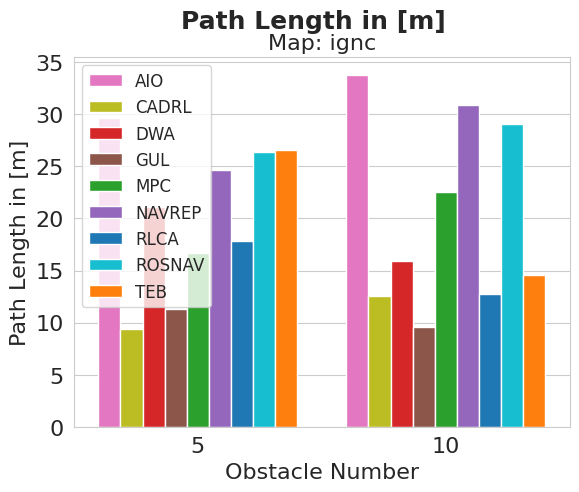 Path Length in [m]
Map: ignc
35
30
25
20
15
10
5
0
Path Length in [m]
AIO
CADRL
DWA
GUL
MPC
NAVREP
RLCA
ROSNAV
TEB
5
10
Obstacle Number